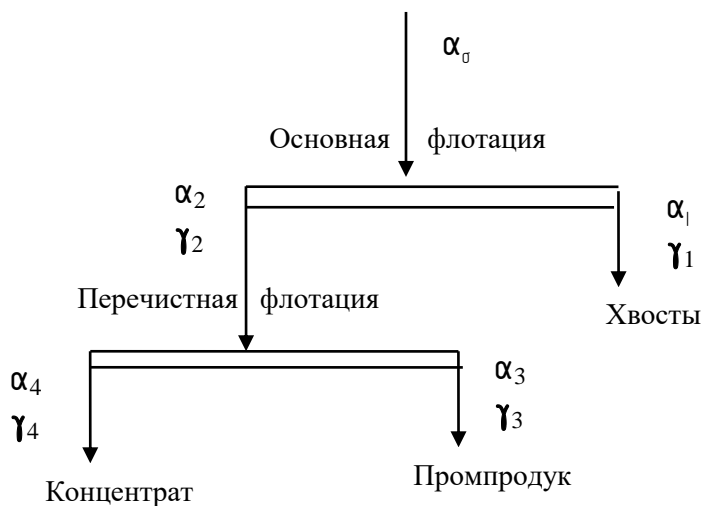 α₀
Основная флотация
α₂
γ₂
α₁
γ₁
Перечистная флотация
Хвосты
α₄
γ₄
α₃
γ₃
Концентрат
Промпродук